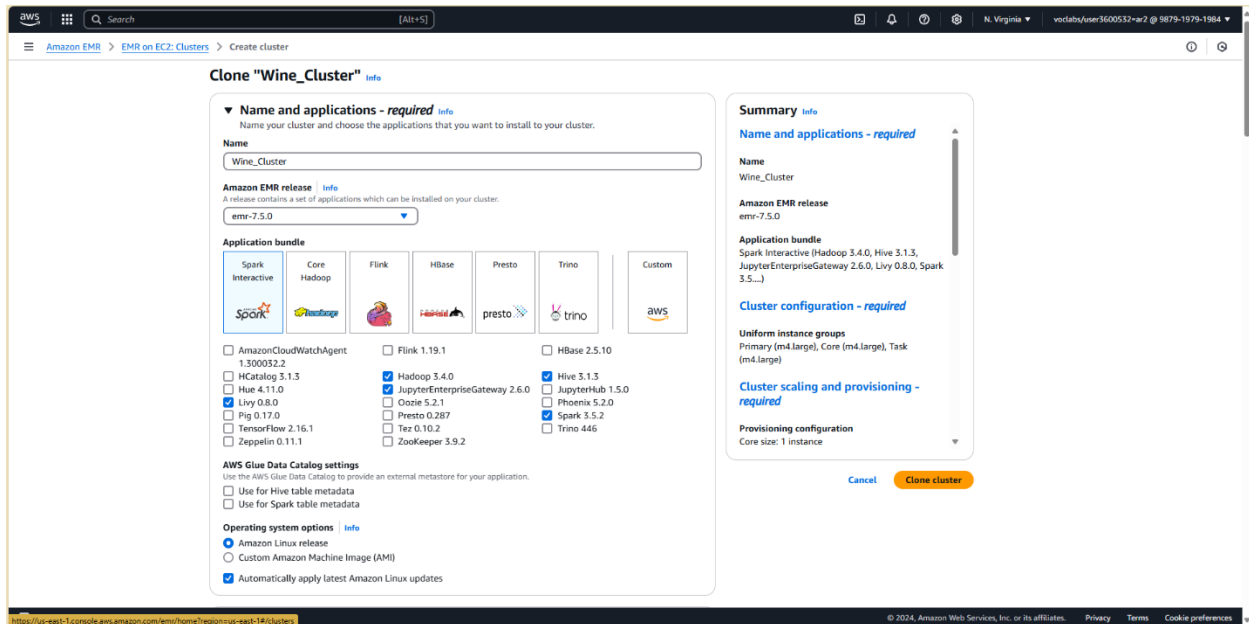 aws
Search
[Alt+S]
N. Virginia ▼
voclabs/user3600532=ar2 @ 9879-1979-1984 ▼
Amazon EMR > EMR on EC2: Clusters > Create cluster
Clone "Wine_Cluster" Info
▼ Name and applications - required Info
Name your cluster and choose the applications that you want to install to your cluster.
Name
Wine_Cluster
Amazon EMR release Info
A release contains a set of applications which can be installed on your cluster.
emr-7.5.0
Application bundle
Spark Interactive
Core Hadoop
Flink
HBase
Presto
Trino
Custom
Spark
hadoop
HBASE
presto
trino
aws
AmazonCloudWatchAgent 1.300032.2
Flink 1.19.1
HBase 2.5.10
HCatalog 3.1.3
Hadoop 3.4.0
Hive 3.1.3
Hue 4.11.0
JupyterEnterpriseGateway 2.6.0
JupyterHub 1.5.0
Livy 0.8.0
Oozie 5.2.1
Phoenix 5.2.0
Pig 0.17.0
Presto 0.287
Spark 3.5.2
TensorFlow 2.16.1
Tez 0.10.2
Trino 446
Zeppelin 0.11.1
ZooKeeper 3.9.2
AWS Glue Data Catalog settings
Use the AWS Glue Data Catalog to provide an external metastore for your application.
Use for Hive table metadata
Use for Spark table metadata
Operating system options Info
Amazon Linux release
Custom Amazon Machine Image (AMI)
Automatically apply latest Amazon Linux updates
Summary Info
Name and applications - required
Name
Wine_Cluster
Amazon EMR release
emr-7.5.0
Application bundle
Spark Interactive (Hadoop 3.4.0, Hive 3.1.3,
JupyterEnterpriseGateway 2.6.0, Livy 0.8.0, Spark
3.5....)
Cluster configuration - required
Uniform instance groups
Primary (m4.large), Core (m4.large), Task
(m4.large)
Cluster scaling and provisioning -
required
Provisioning configuration
Core size: 1 instance
Cancel
Clone cluster
https://us-east-1.console.aws.amazon.com/emr/home?region=us-east-1#/clusters
© 2024, Amazon Web Services, Inc. or its affiliates.
Privacy
Terms
Cookie preferences